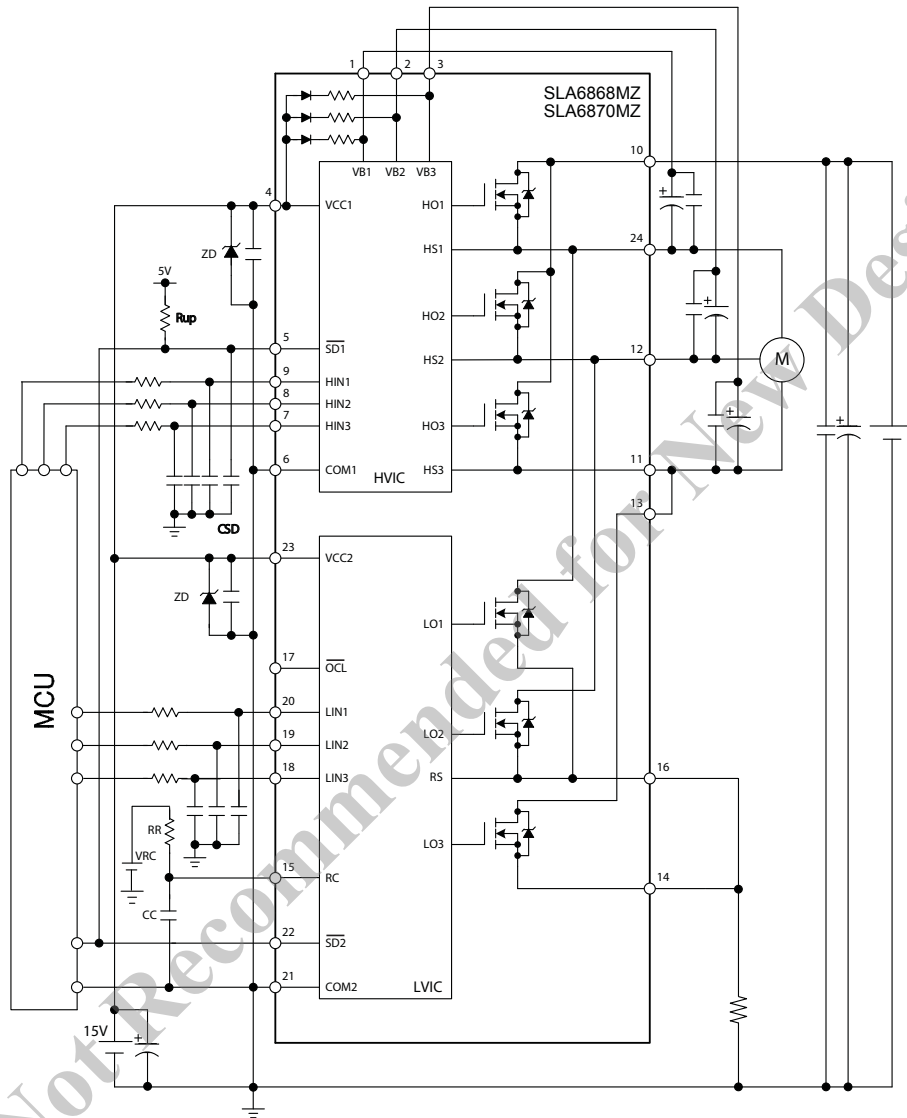 1 2 3
SLA6868MZ
SLA6870MZ
10
VB1 VB2 VB3
4
VCC1
HO1
ZD
24
HS1
5V
Rup
HO2
5
SD1
12
HS2
M
9
HIN1
8
HIN2
HO3
7
HIN3
6
COM1
11
HS3
HVIC
13
CSD
23
VCC2
ZD
LO1
17
OCL
MCU
20
LIN1
19
LIN2
LO2
18
LIN3
RS
16
RR
VRC
LO3
15
RC
14
CC
22
SD2
21
COM2
LVIC
15V
Not Recommended for New Des